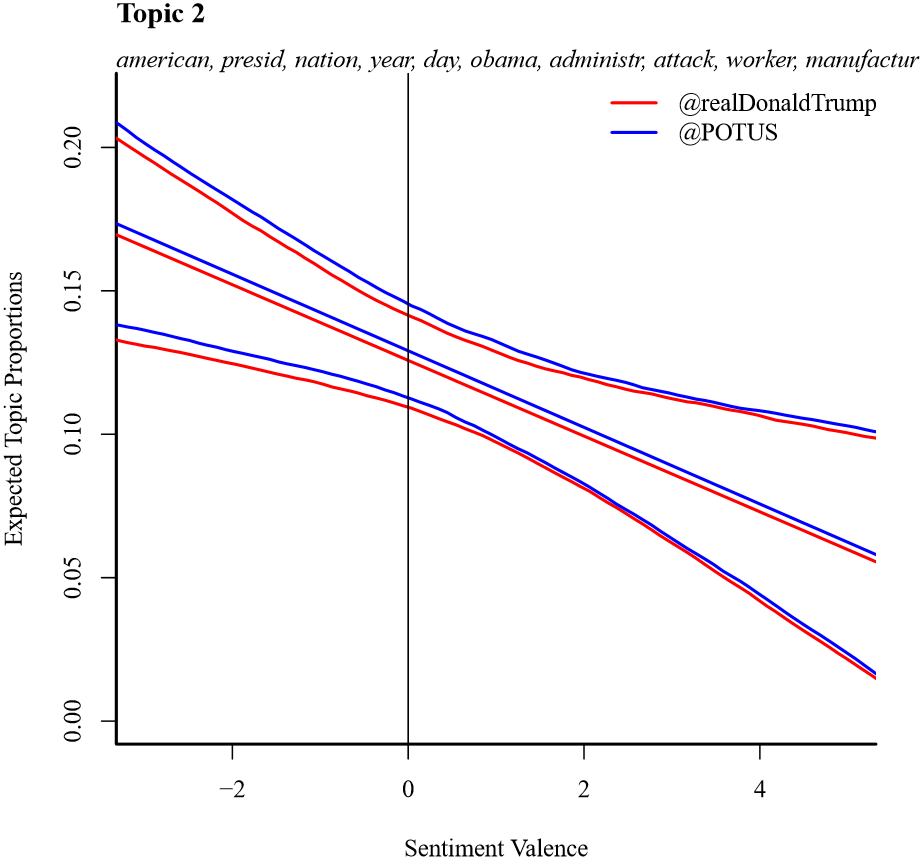 Topic 2
american, presid, nation, year, day, obama, administr, attack, worker, manufactur
@realDonaldTrump
@POTUS
Expected Topic Proportions
0.20
0.15
0.10
0.05
0.00
−2 0 2 4
Sentiment Valence